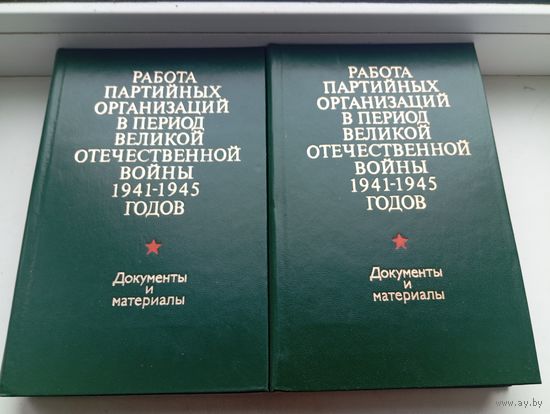 РАБОТА
ПАРТИЙНЫХ
ОРГАНИЗАЦИЙ
В ПЕРИОД
ВЕЛИКОЙ
ОТЕЧЕСТВЕННОЙ
ВОЙНЫ
1941-1945
ГОДОВ
Документы
и
материалы
РАБОТА
ПАРТИЙНЫХ
ОРГАНИЗАЦИЙ
В ПЕРИОД
ВЕЛИКОЙ
ОТЕЧЕСТВЕННОЙ
ВОЙНЫ
1941-1945
ГОДОВ
Документы
и
материалы
www.ay.by